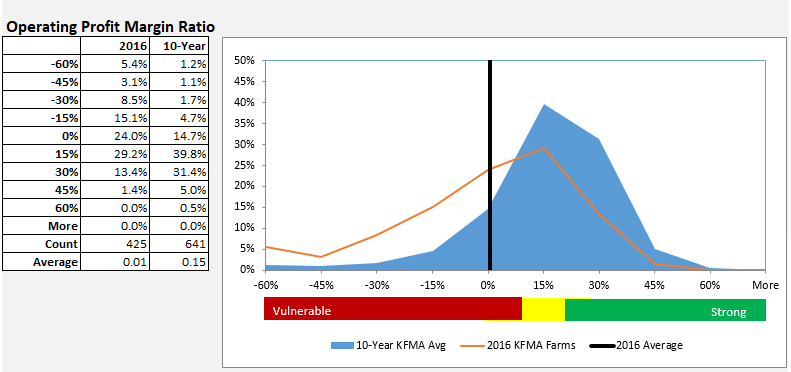 Operating Profit Margin Ratio
2016 10-Year
-60% 5.4% 1.2%
-45% 3.1% 1.1%
-30% 8.5% 1.7%
-15% 15.1% 4.7%
0% 24.0% 14.7%
15% 29.2% 39.8%
30% 13.4% 31.4%
45% 1.4% 5.0%
60% 0.0% 0.5%
More 0.0% 0.0%
Count 425 641
Average 0.01 0.15
50%
45%
40%
35%
30%
25%
20%
15%
10%
5%
0%
-60% -45% -30% -15% 0% 15% 30% 45% 60% More
Vulnerable Strong
10-Year KFMA Avg 2016 KFMA Farms 2016 Average